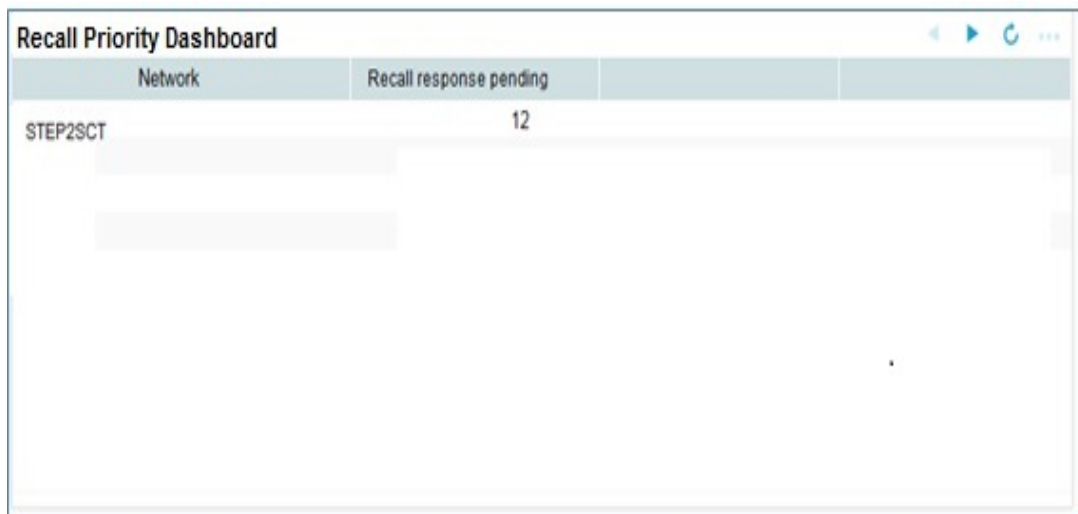 Recall Priority Dashboard
Network Recall response pending
STEP2SCT 12